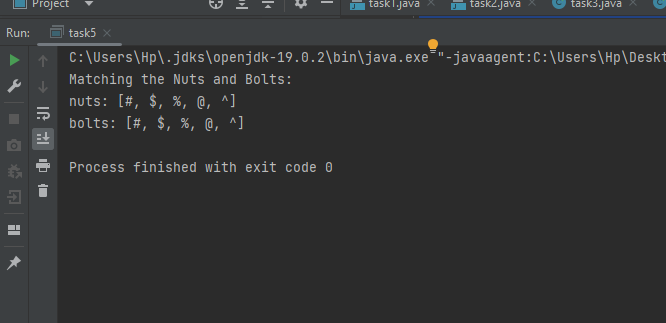 Project
task1.java
task2.java
task3.java
Run:
task5
C:\Users\Hp\.jdks\openjdk-19.0.2\bin\java.exe "-javaagent:C:\Users\Hp\Deskt
Matching the Nuts and Bolts:
nuts: [#, $, %, @, ^]
bolts: [#, $, %, @, ^]
Process finished with exit code 0